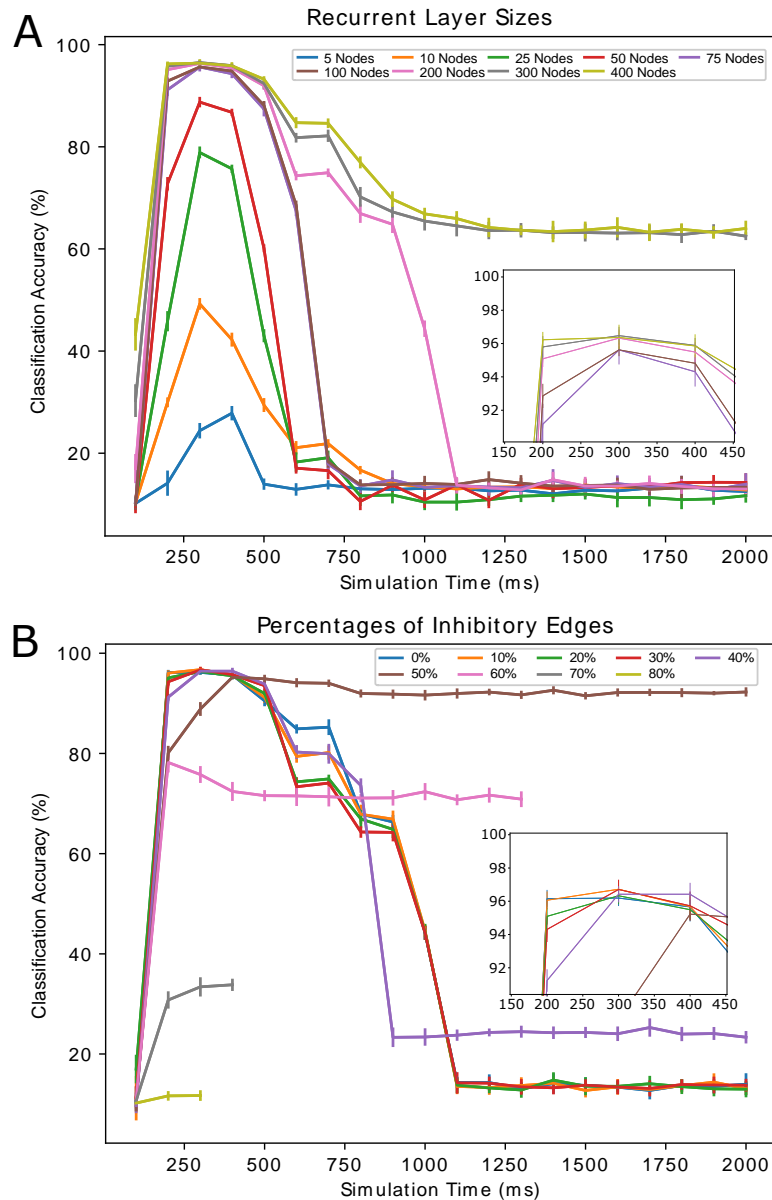 A
Recurrent Layer Sizes
100
80
60
40
20
Classification Accuracy (%)
5 Nodes 10 Nodes 25 Nodes 50 Nodes 75 Nodes
100 Nodes 200 Nodes 300 Nodes 400 Nodes
100
98
96
94
92
150 200 250 300 350 400 450
250 500 750 1000 1250 1500 1750 2000
Simulation Time (ms)
B
Percentages of Inhibitory Edges
100
80
60
40
20
Classification Accuracy (%)
0% 10% 20% 30% 40%
50% 60% 70% 80%
100
98
96
94
92
150 200 250 300 350 400 450
250 500 750 1000 1250 1500 1750 2000
Simulation Time (ms)